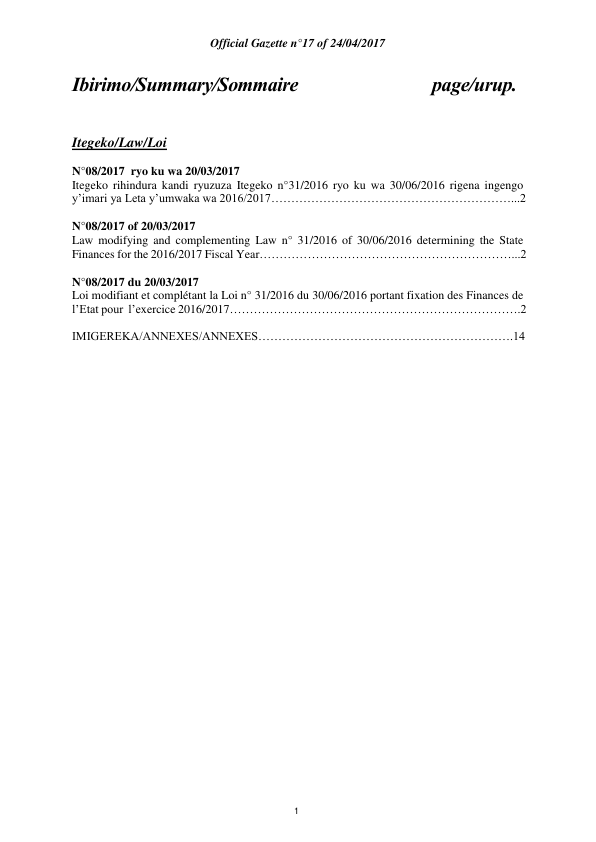 Official Gazette n°17 of 24/04/2017
Ibirimo/Summary/Sommaire page/urup.
Itegeko/Law/Loi
N°08/2017 ryo ku wa 20/03/2017
Itegeko rihindura kandi ryuzuza Itegeko n°31/2016 ryo ku wa 30/06/2016 rigena ingengo
y’imari ya Leta y’umwaka wa 2016/2017……………………………………………………...2
N°08/2017 of 20/03/2017
Law modifying and complementing Law n° 31/2016 of 30/06/2016 determining the State
Finances for the 2016/2017 Fiscal Year………………………………………………………...2
N°08/2017 du 20/03/2017
Loi modifiant et complétant la Loi n° 31/2016 du 30/06/2016 portant fixation des Finances de
l’Etat pour l’exercice 2016/2017……………………………………………………………….2
IMIGEREKA/ANNEXES/ANNEXES……………………………………………………….14
1